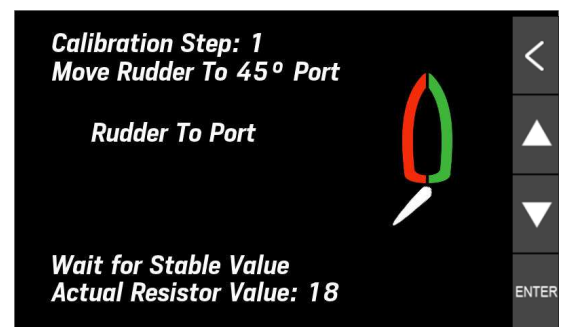 Calibration Step: 1
Move Rudder To 45º Port
Rudder To Port
Wait for Stable Value
Actual Resistor Value: 18
ENTER